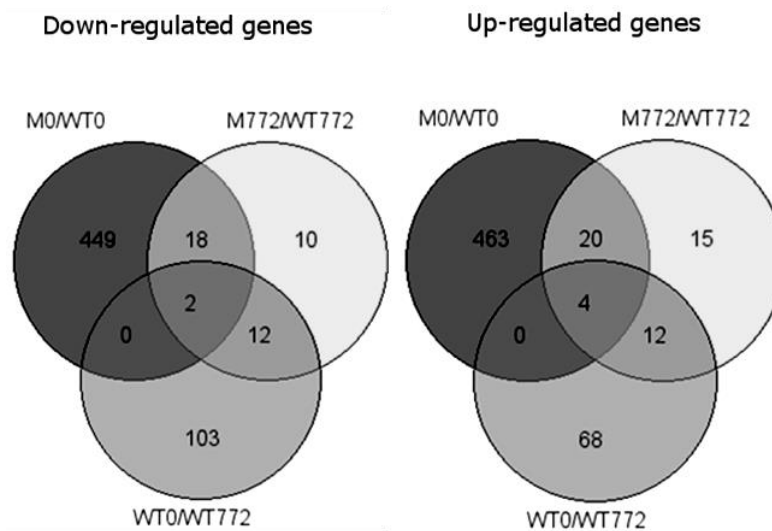 Down-regulated genes
Up-regulated genes
M0/WT0
M772/WT772
M0/WT0
M772/WT772
449
18
10
463
20
15
2
4
0
12
0
12
103
68
WT0/WT772
WT0/WT772